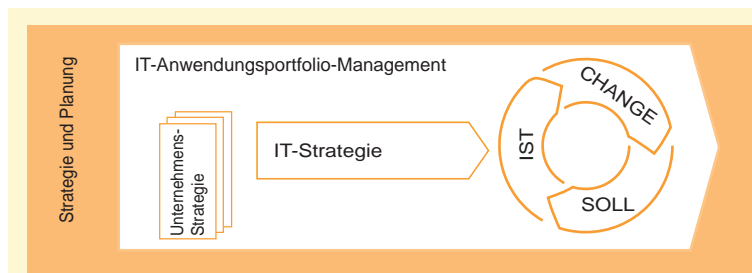 Strategie und Planung
IT-Anwendungsportfolio-Management
Unternehmens-
Strategie
IT-Strategie
IST
CHANGE
SOLL